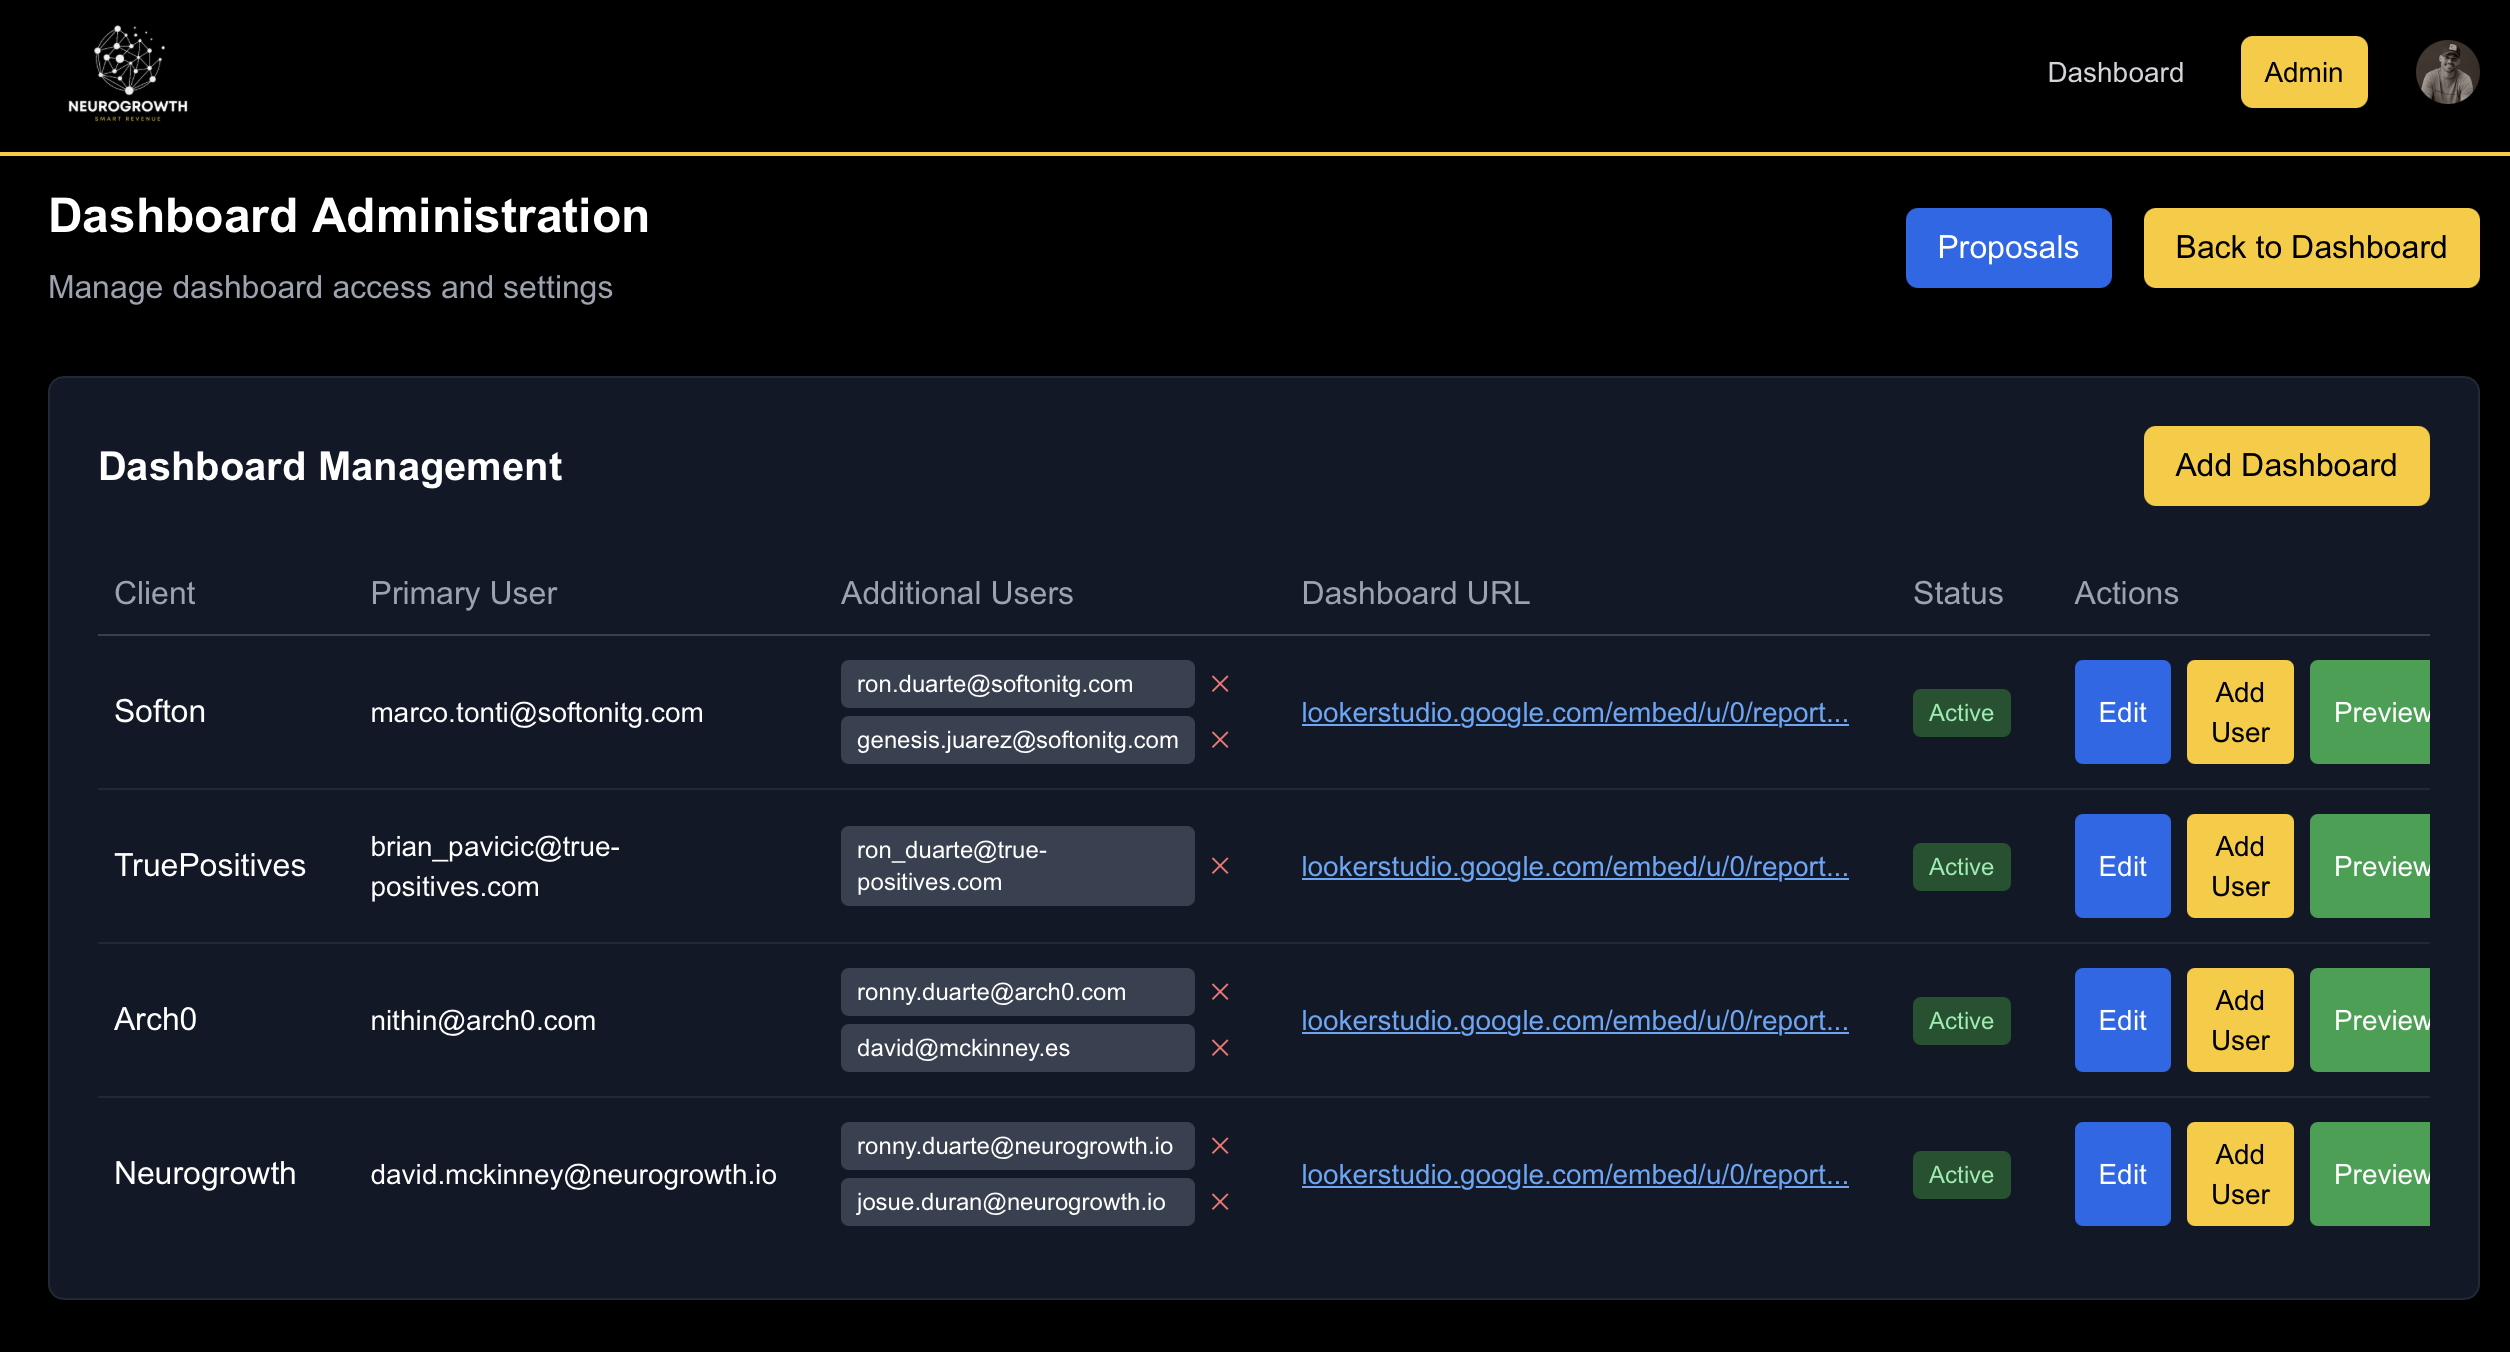 NEUROGROWTH
SMART REVENUE
Dashboard
Admin
Dashboard Administration
Manage dashboard access and settings
Proposals
Back to Dashboard
Dashboard Management
Add Dashboard
Client Primary User Additional Users Dashboard URL Status Actions
Softon
marco.tonti@softonitg.com
ron.duarte@softonitg.com
genesis.juarez@softonitg.com
lookerstudio.google.com/embed/u/0/report...
Active
Edit
Add
User
Preview
TruePositives
brian_pavicic@true-
positives.com
ron_duarte@true-
positives.com
lookerstudio.google.com/embed/u/0/report...
Active
Edit
Add
User
Preview
Arch0
nithin@arch0.com
ronny.duarte@arch0.com
david@mckinney.es
lookerstudio.google.com/embed/u/0/report...
Active
Edit
Add
User
Preview
Neurogrowth
david.mckinney@neurogrowth.io
ronny.duarte@neurogrowth.io
josue.duran@neurogrowth.io
lookerstudio.google.com/embed/u/0/report...
Active
Edit
Add
User
Preview